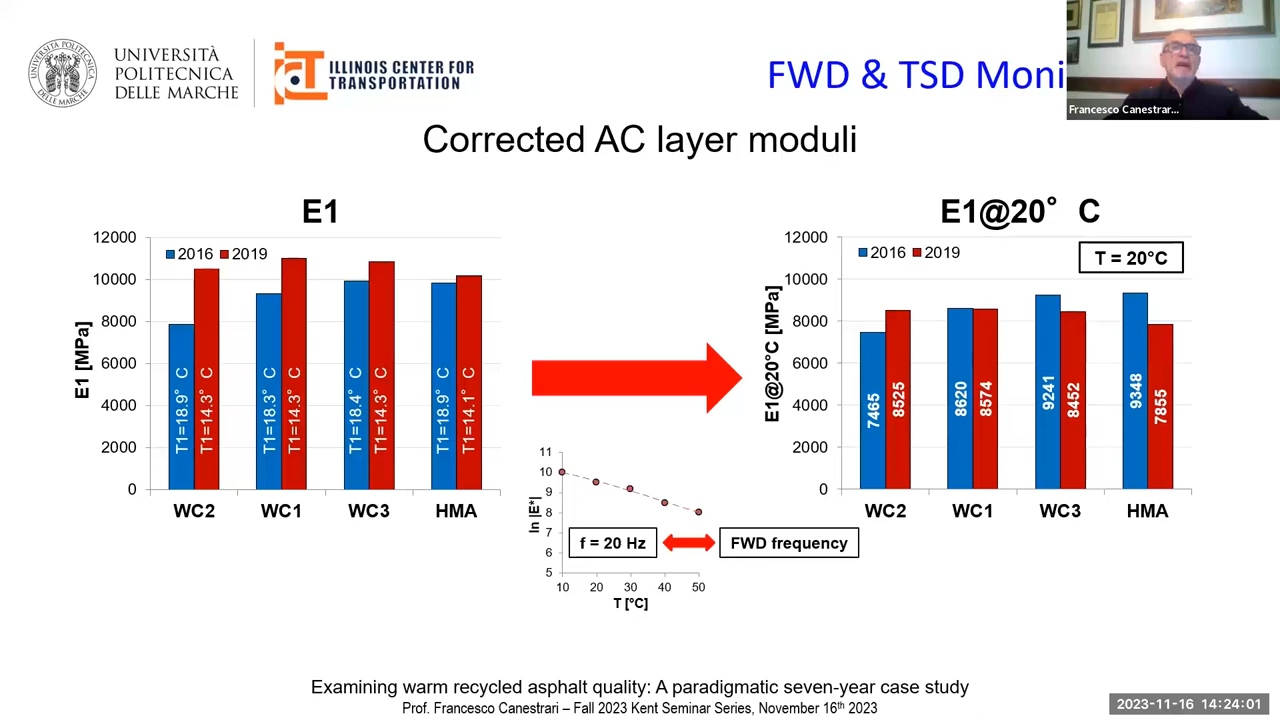 UNIVERSITÀ
POLITECNICA
DELLE MARCHE
ILLINOIS CENTER FOR
TRANSPORTATION
FWD & TSD Moni
Francesco Canestrar...
Corrected AC layer moduli
E1
12000
10000
8000
6000
4000
2000
0
E1 [MPa]
2016
2019
T1=18.9° C
T1=14.3° C
T1=18.3° C
T1=14.3° C
T1=18.4° C
T1=14.3° C
T1=18.9° C
T1=14.1° C
WC2
WC1
WC3
HMA
11
10
9
8
7
6
5
ln |E*|
f = 20 Hz
FWD frequency
10 20 30 40 50
T [°C]
E1@20° C
12000
10000
8000
6000
4000
2000
0
E1@20°C [MPa]
2016
2019
T = 20°C
7465
8525
8620
8574
9241
8452
9348
7855
WC2
WC1
WC3
HMA
Examining warm recycled asphalt quality: A paradigmatic seven-year case study
Prof. Francesco Canestrari – Fall 2023 Kent Seminar Series, November 16th 2023
2023-11-16 14:24:01